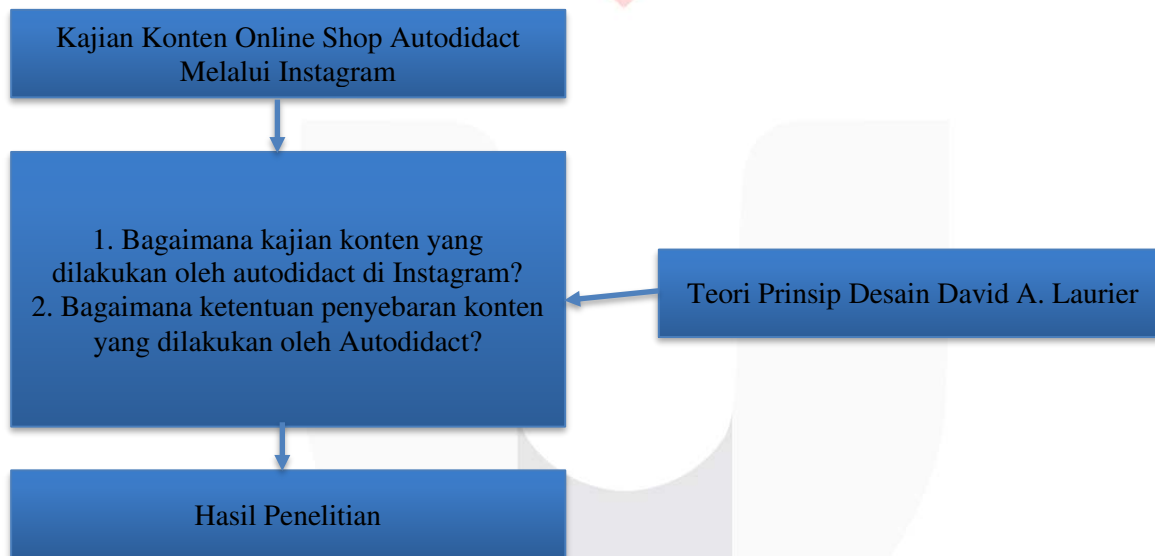 Kajian Konten Online Shop Autodidact
Melalui Instagram
1. Bagaimana kajian konten yang
dilakukan oleh autodidact di Instagram?
2. Bagaimana ketentuan penyebaran konten
yang dilakukan oleh Autodidact?
Teori Prinsip Desain David A. Laurier
Hasil Penelitian